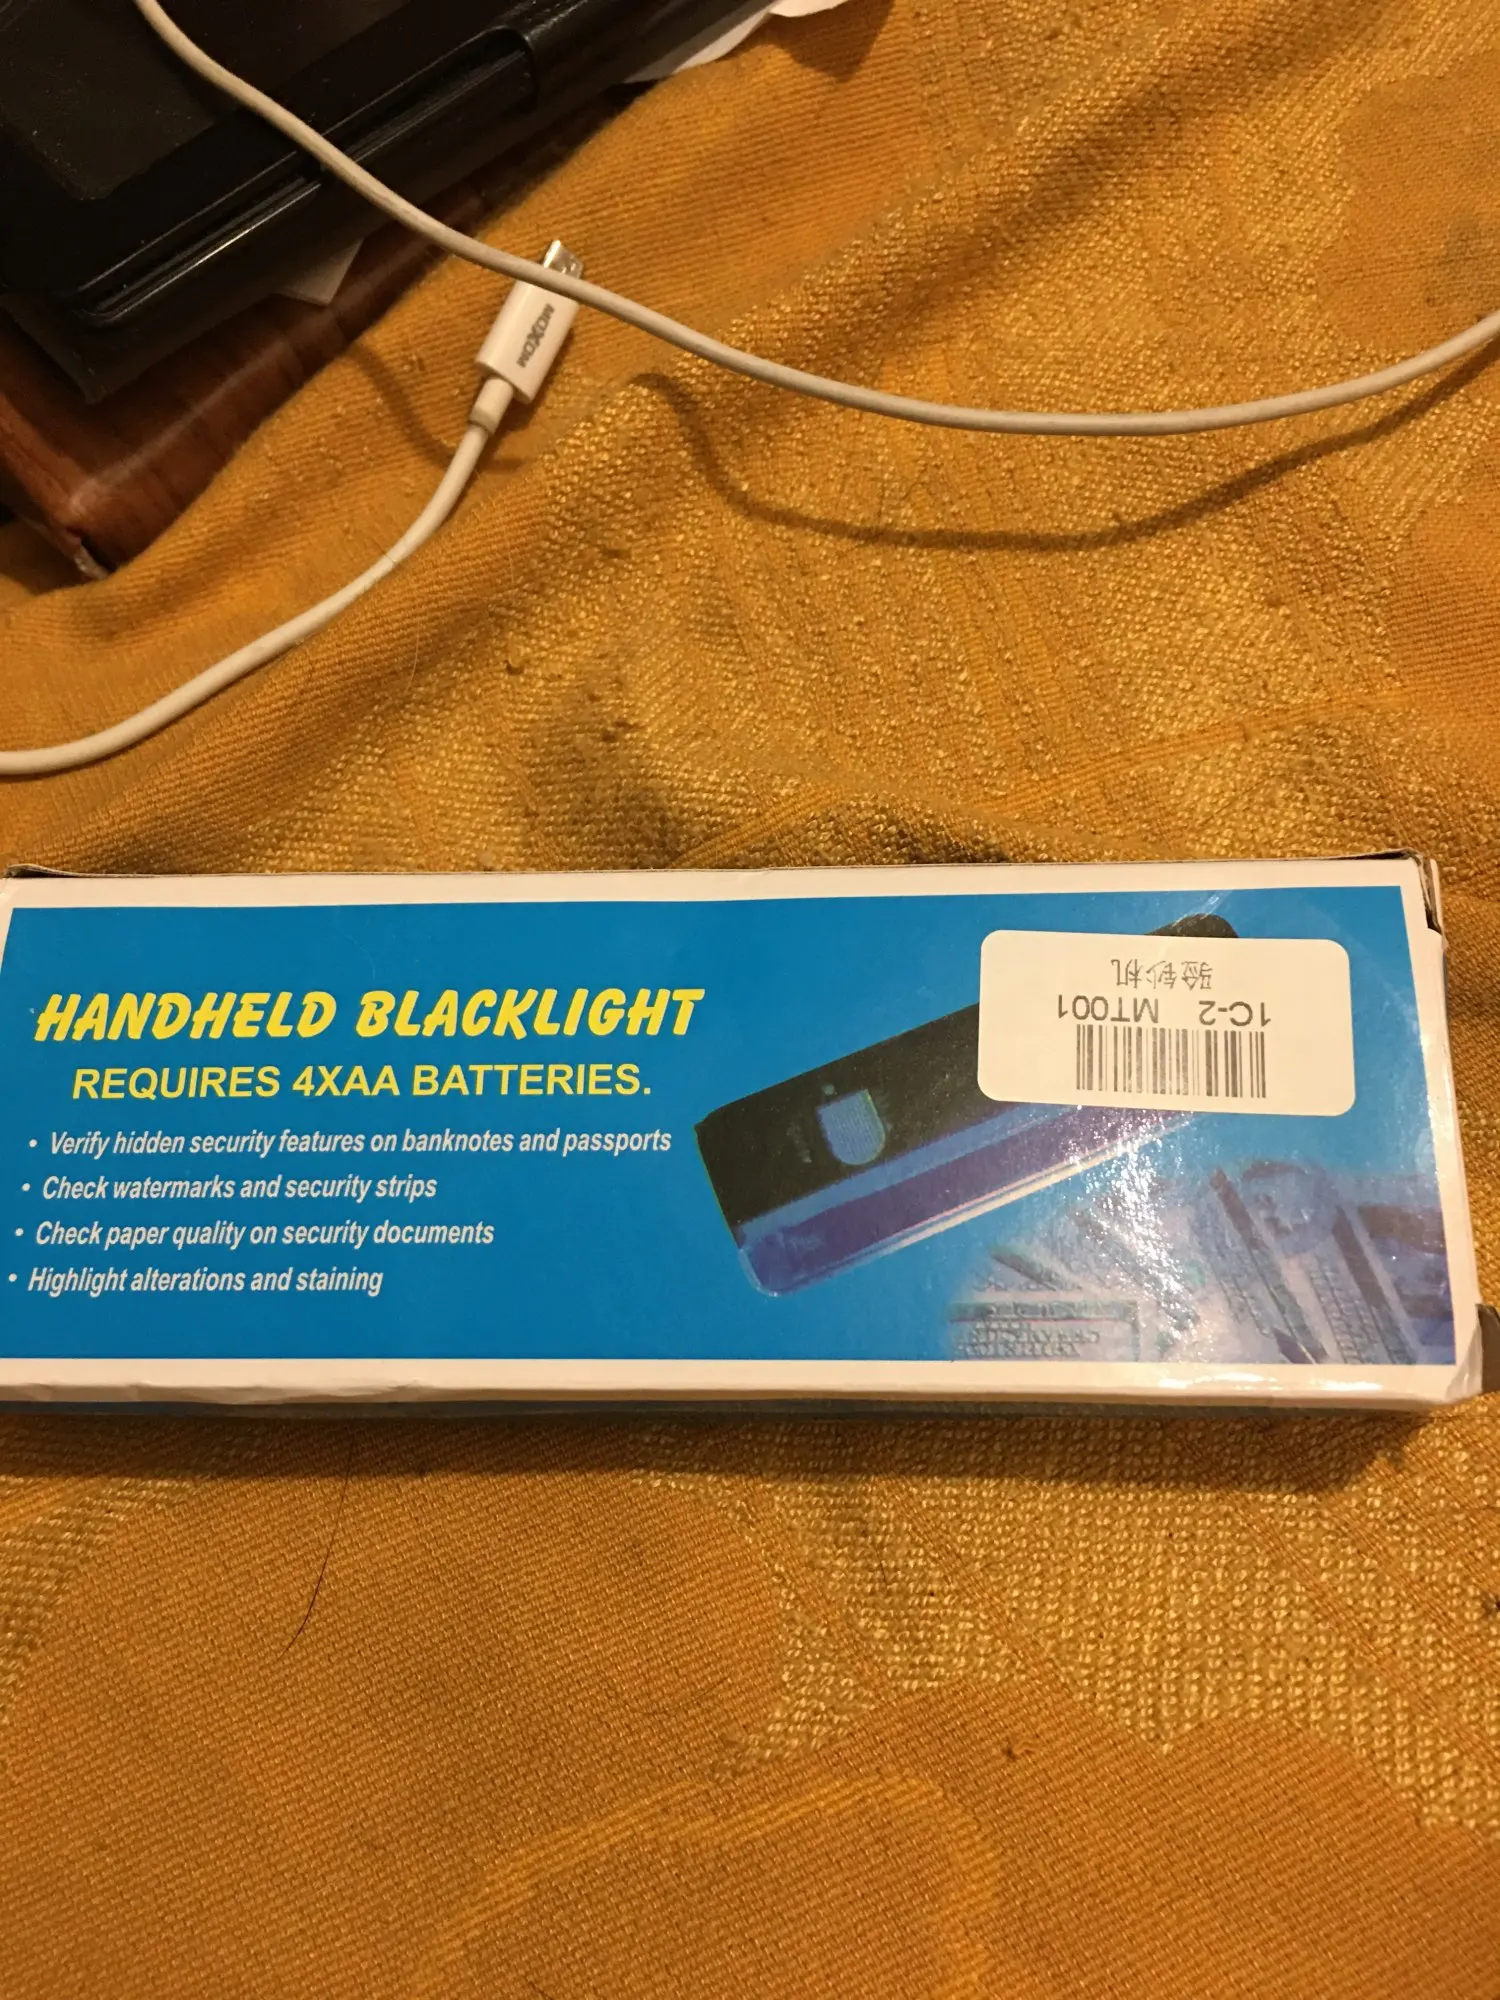 MOXOM
HANDHELD BLACKLIGHT
REQUIRES 4XAA BATTERIES.
• Verify hidden security features on banknotes and passports
• Check watermarks and security strips
• Check paper quality on security documents
• Highlight alterations and staining
1C-2 MT001
验钞机